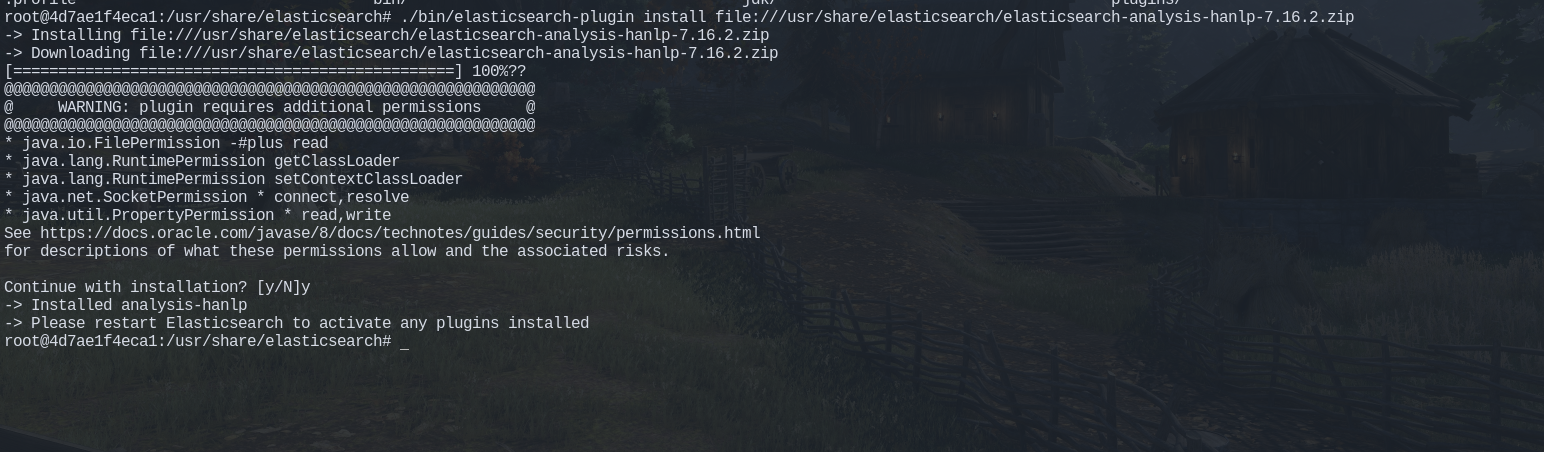 .profile bin/ jdk/ plugins/
root@4d7ae1f4eca1:/usr/share/elasticsearch# ./bin/elasticsearch-plugin install file:///usr/share/elasticsearch/elasticsearch-analysis-hanlp-7.16.2.zip
-> Installing file:///usr/share/elasticsearch/elasticsearch-analysis-hanlp-7.16.2.zip
-> Downloading file:///usr/share/elasticsearch/elasticsearch-analysis-hanlp-7.16.2.zip
[=================================================] 100%??
@@@@@@@@@@@@@@@@@@@@@@@@@@@@@@@@@@@@@@@@@@@@@@@@@@@@@@@@@@@
@     WARNING: plugin requires additional permissions     @
@@@@@@@@@@@@@@@@@@@@@@@@@@@@@@@@@@@@@@@@@@@@@@@@@@@@@@@@@@@
* java.io.FilePermission -#plus read
* java.lang.RuntimePermission getClassLoader
* java.lang.RuntimePermission setContextClassLoader
* java.net.SocketPermission * connect,resolve
* java.util.PropertyPermission * read,write
See https://docs.oracle.com/javase/8/docs/technotes/guides/security/permissions.html
for descriptions of what these permissions allow and the associated risks.
Continue with installation? [y/N]y
-> Installed analysis-hanlp
-> Please restart Elasticsearch to activate any plugins installed
root@4d7ae1f4eca1:/usr/share/elasticsearch# _